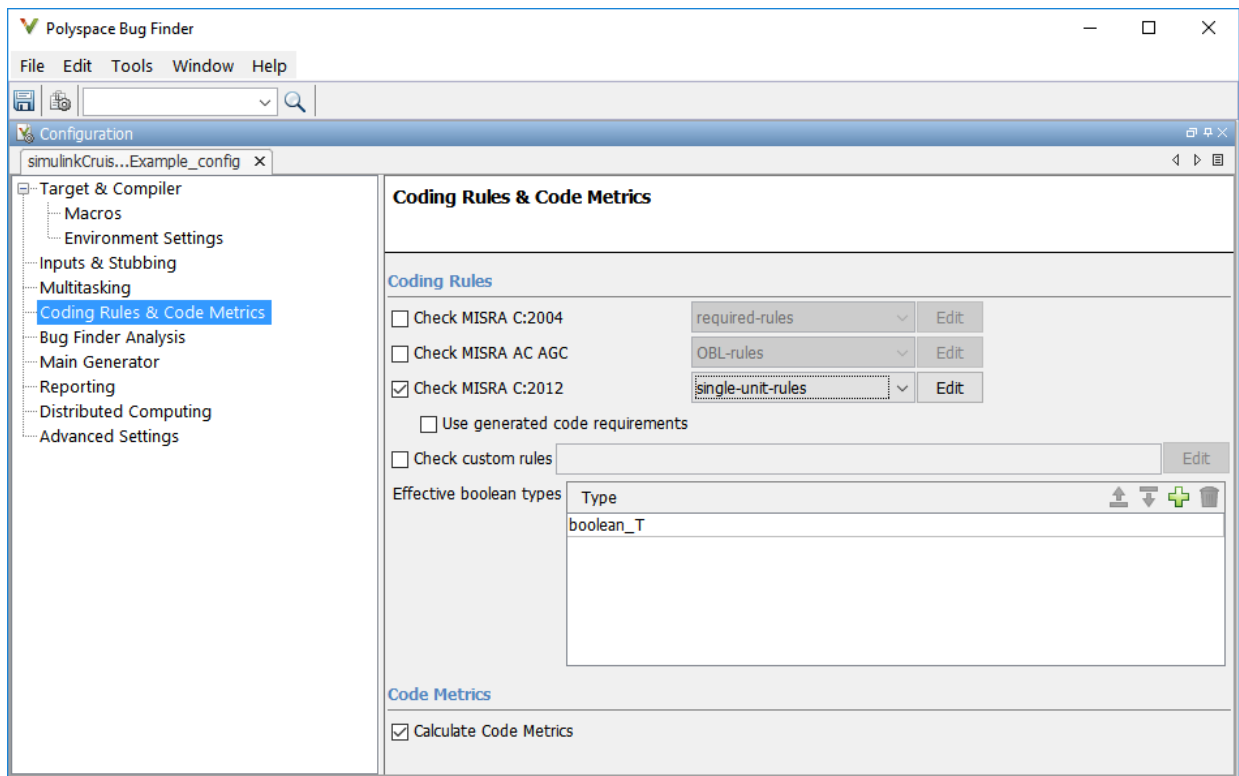 Polyspace Bug Finder
File Edit Tools Window Help
Configuration
simulinkCruis...Example_config
Target & Compiler
Macros
Environment Settings
Inputs & Stubbing
Multitasking
Coding Rules & Code Metrics
Bug Finder Analysis
Main Generator
Reporting
Distributed Computing
Advanced Settings
Coding Rules & Code Metrics
Coding Rules
Check MISRA C:2004 required-rules Edit
Check MISRA AC AGC OBL-rules Edit
Check MISRA C:2012 single-unit-rules Edit
Use generated code requirements
Check custom rules Edit
Effective boolean types Type
boolean_T
Code Metrics
Calculate Code Metrics